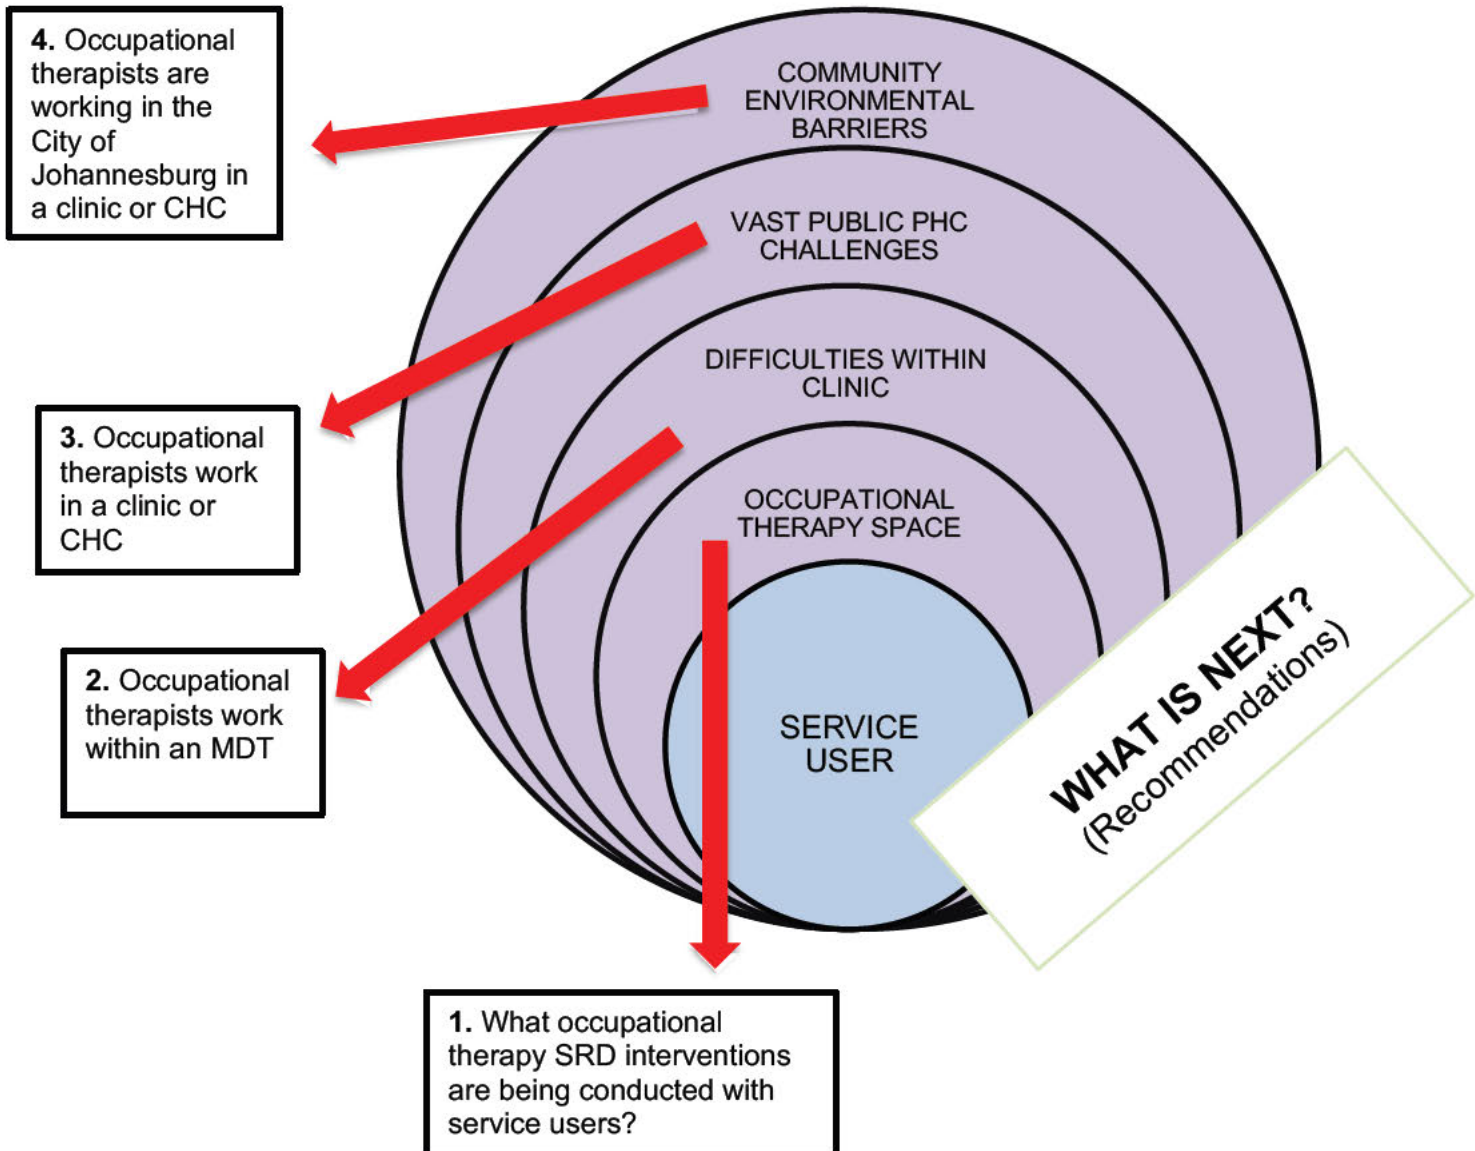 4. Occupational
therapists are
working in the
City of
Johannesburg in
a clinic or CHC
COMMUNITY
ENVIRONMENTAL
BARRIERS
VAST PUBLIC PHC
CHALLENGES
DIFFICULTIES WITHIN
CLINIC
3. Occupational
therapists work
in a clinic or
CHC
OCCUPATIONAL
THERAPY SPACE
2. Occupational
therapists work
within an MDT
SERVICE
USER
WHAT IS NEXT?
(Recommendations)
1. What occupational
therapy SRD interventions
are being conducted with
service users?